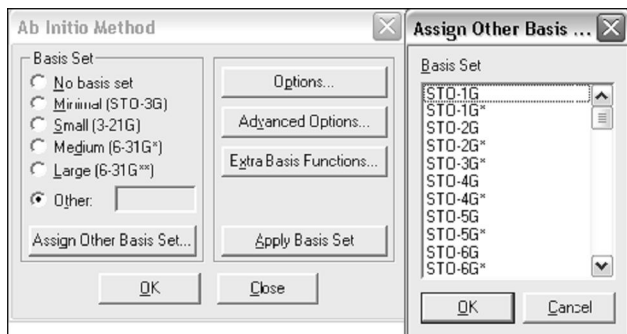 Ab Initio Method
Basis Set
No basis set
Minimal (STO-3G)
Small (3-21G)
Medium (6-31G*)
Large (6-31G**)
Other:
Assign Other Basis Set...
Options...
Advanced Options...
Extra Basis Functions...
Apply Basis Set
OK
Close
Assign Other Basis ...
Basis Set
STO-1G
STO-1G*
STO-2G
STO-2G*
STO-3G*
STO-4G
STO-4G*
STO-5G
STO-5G*
STO-6G
STO-6G*
OK
Cancel